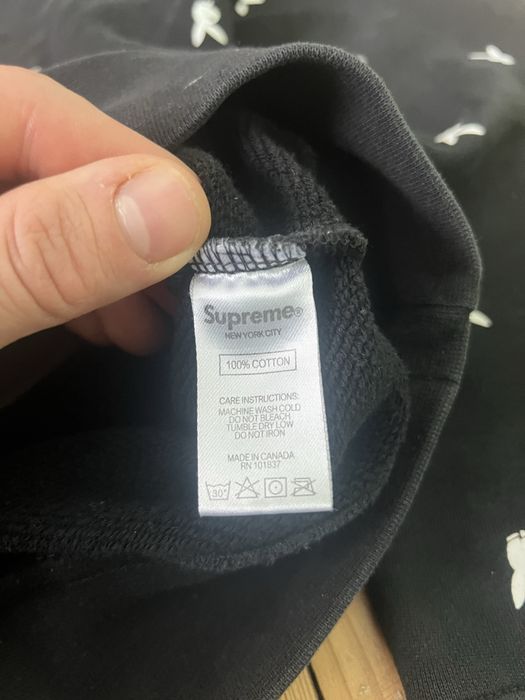 Supreme®
NEW YORK CITY
100% COTTON
CARE INSTRUCTIONS:
MACHINE WASH COLD
DO NOT BLEACH
TUMBLE DRY LOW
DO NOT IRON
MADE IN CANADA
RN 101837
30°